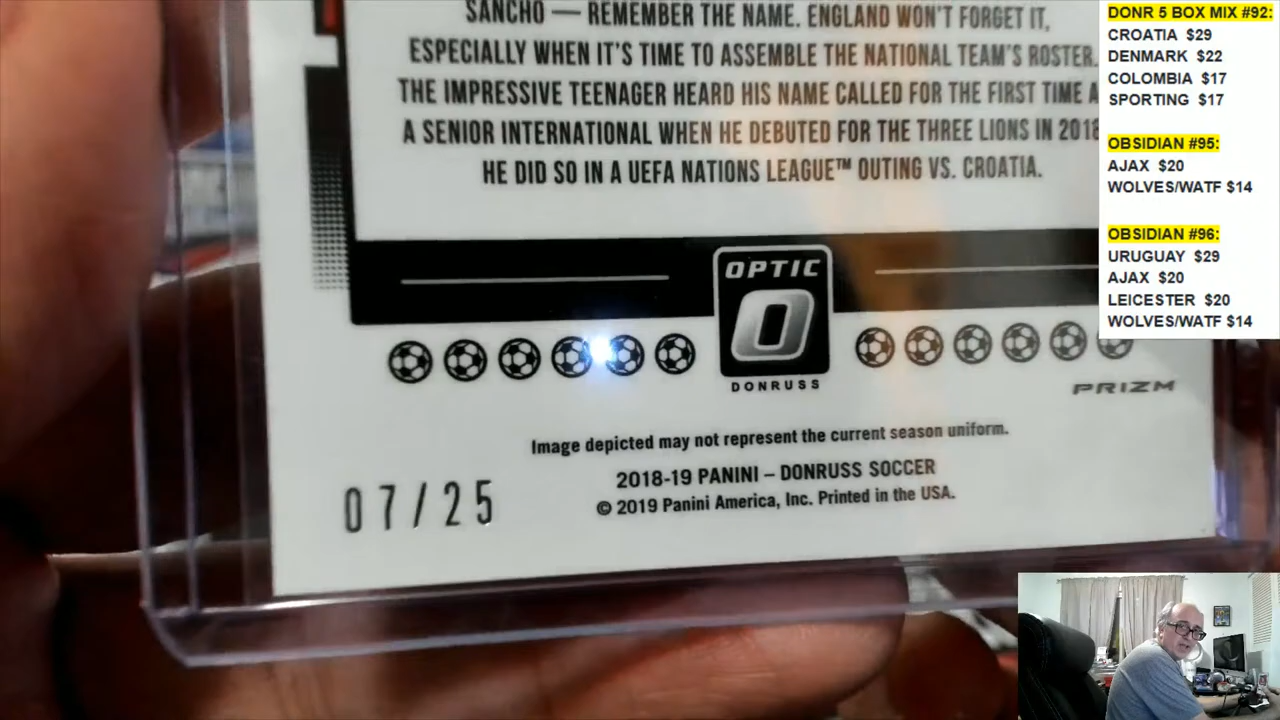 SANCHO — REMEMBER THE NAME. ENGLAND WON'T FORGET IT,
ESPECIALLY WHEN IT'S TIME TO ASSEMBLE THE NATIONAL TEAM'S ROSTER.
THE IMPRESSIVE TEENAGER HEARD HIS NAME CALLED FOR THE FIRST TIME A
A SENIOR INTERNATIONAL WHEN HE DEBUTED FOR THE THREE LIONS IN 2018
HE DID SO IN A UEFA NATIONS LEAGUE™ OUTING VS. CROATIA.
OPTIC
O
DONRUSS
PRIZM
Image depicted may not represent the current season uniform.
2018-19 PANINI – DONRUSS SOCCER
© 2019 Panini America, Inc. Printed in the USA.
07/25
DONR 5 BOX MIX #92:
CROATIA $29
DENMARK $22
COLOMBIA $17
SPORTING $17
OBSIDIAN #95:
AJAX $20
WOLVES/WATF $14
OBSIDIAN #96:
URUGUAY $29
AJAX $20
LEICESTER $20
WOLVES/WATF $14